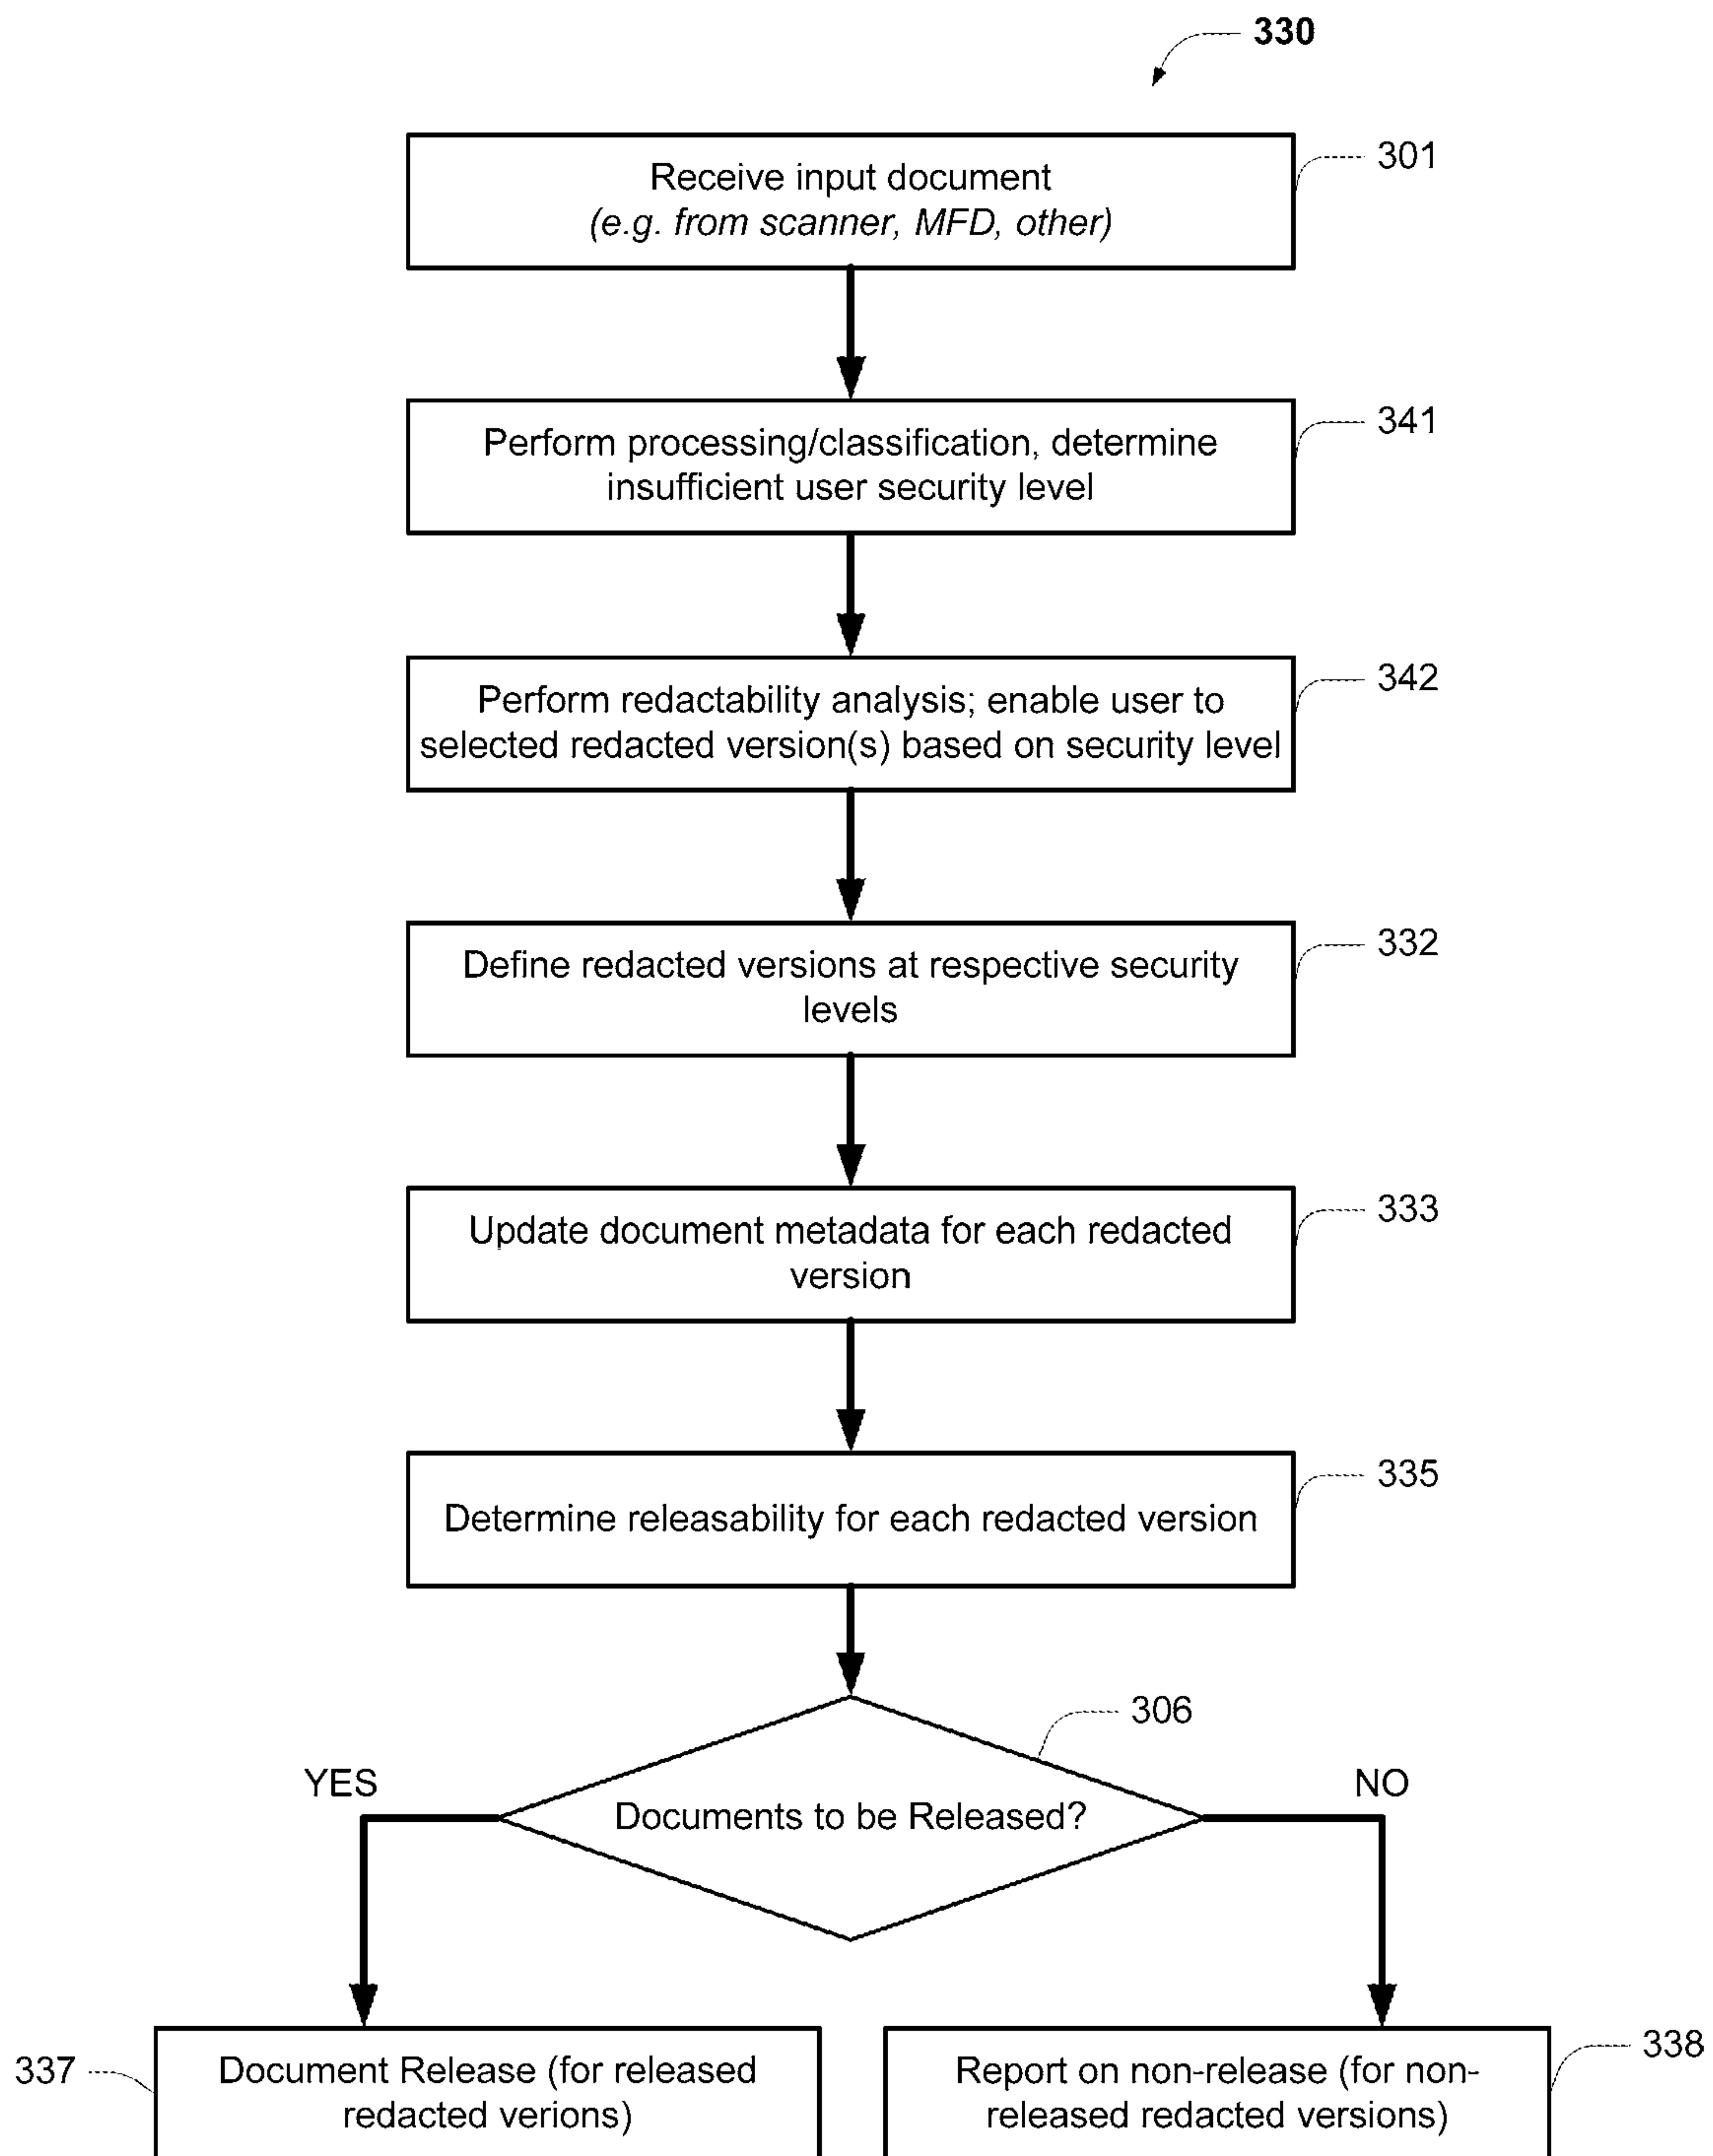 330
Receive input document
(e.g. from scanner, MFD, other)
301
Perform processing/classification, determine
insufficient user security level
341
Perform redactability analysis; enable user to
selected redacted version(s) based on security level
342
Define redacted versions at respective security
levels
332
Update document metadata for each redacted
version
333
Determine releasability for each redacted version
335
306
YES
NO
Documents to be Released?
337
Document Release (for released
redacted verions)
Report on non-release (for non-
released redacted versions)
338